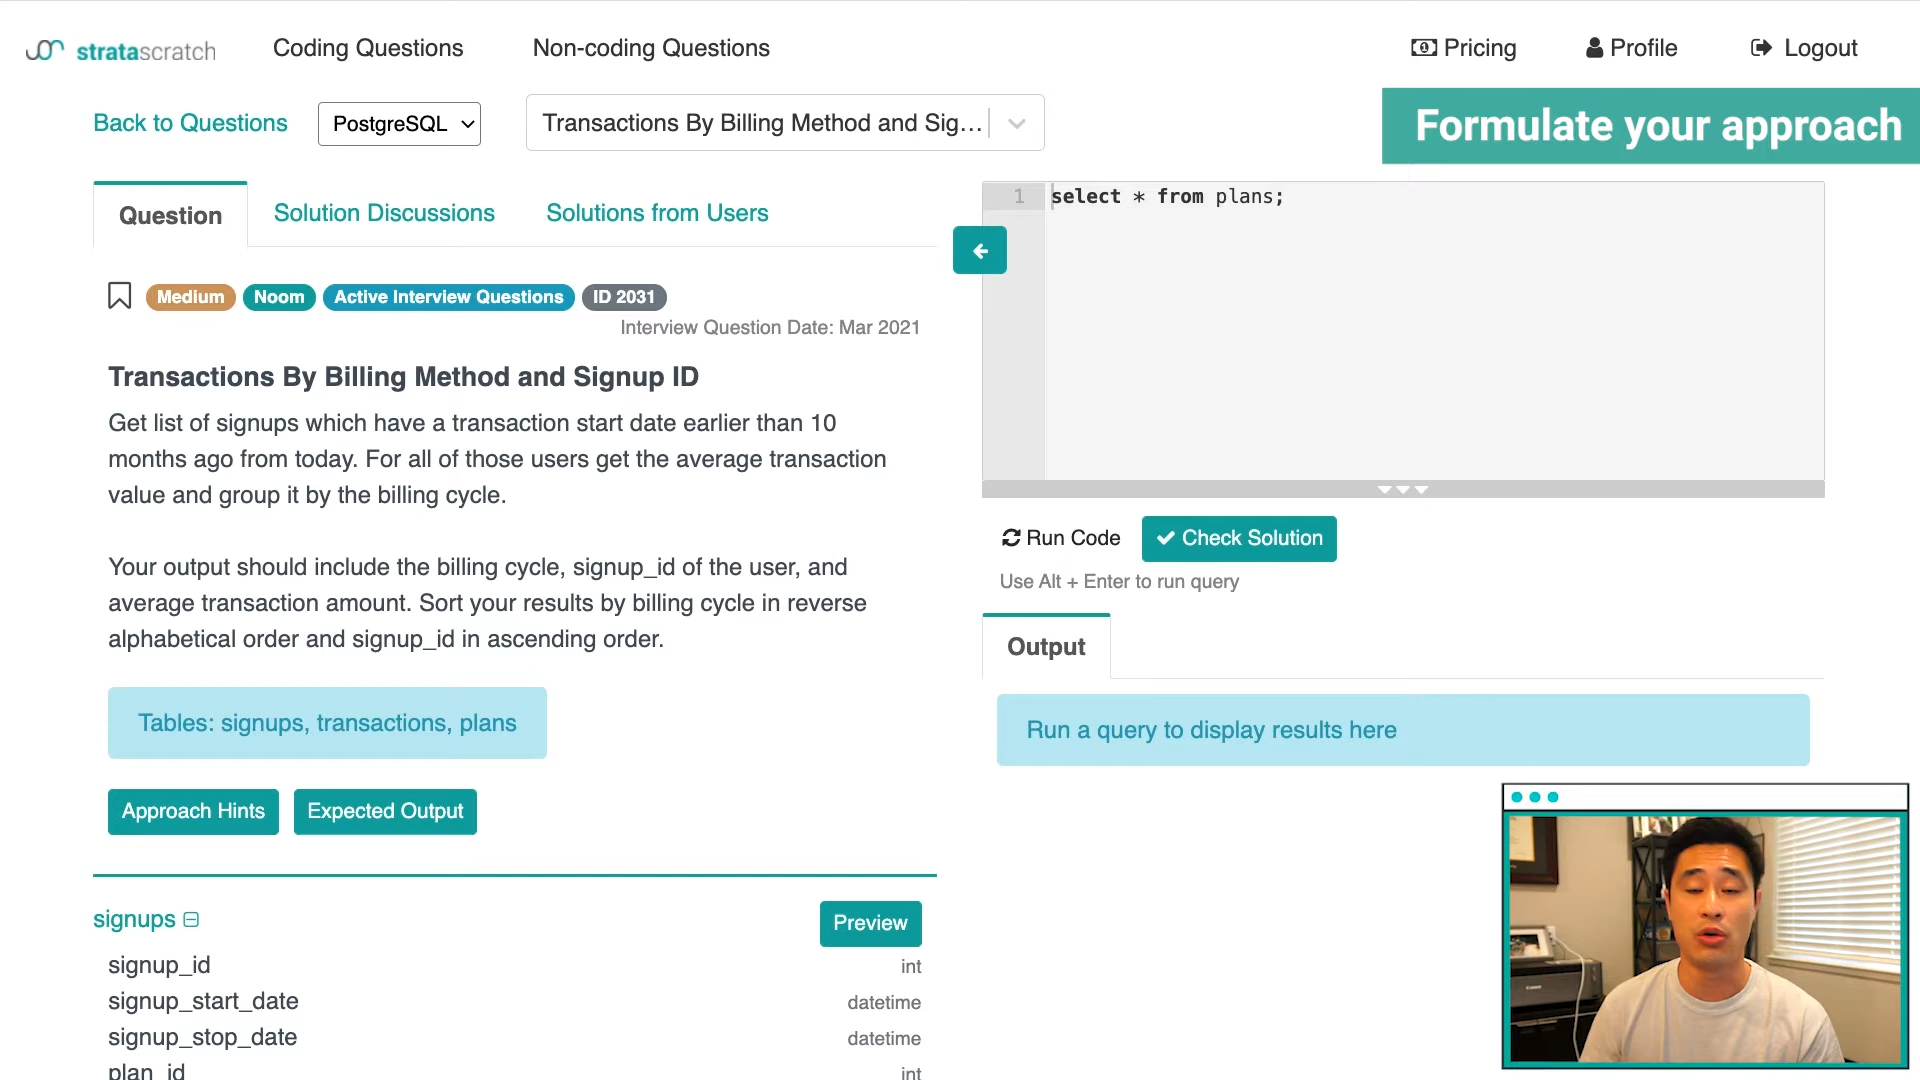 stratascratch
Coding Questions
Non-coding Questions
Pricing
Profile
Logout
Back to Questions
PostgreSQL
Transactions By Billing Method and Sig...
Formulate your approach
Question
Solution Discussions
Solutions from Users
Medium
Noom
Active Interview Questions
ID 2031
Interview Question Date: Mar 2021
Transactions By Billing Method and Signup ID
Get list of signups which have a transaction start date earlier than 10
months ago from today. For all of those users get the average transaction
value and group it by the billing cycle.
Your output should include the billing cycle, signup_id of the user, and
average transaction amount. Sort your results by billing cycle in reverse
alphabetical order and signup_id in ascending order.
Tables: signups, transactions, plans
Approach Hints
Expected Output
signups
Preview
signup_id int
signup_start_date datetime
signup_stop_date datetime
plan_id int
1 select * from plans;
Run Code
Check Solution
Use Alt + Enter to run query
Output
Run a query to display results here